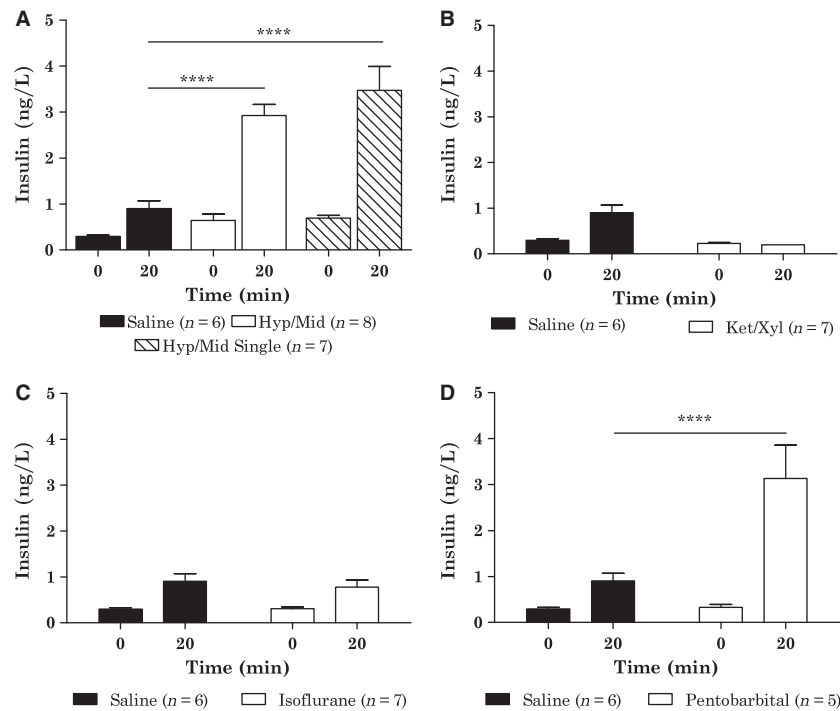 A
5
4
3
2
1
0
Insulin (ng/L)
****
****
0 20 0 20 0 20
Time (min)
Saline (n = 6) Hyp/Mid (n = 8)
Hyp/Mid Single (n = 7)
B
5
4
3
2
1
0
Insulin (ng/L)
0 20 0 20
Time (min)
Saline (n = 6) Ket/Xyl (n = 7)
C
5
4
3
2
1
0
Insulin (ng/L)
0 20 0 20
Time (min)
Saline (n = 6) Isoflurane (n = 7)
D
5
4
3
2
1
0
Insulin (ng/L)
****
0 20 0 20
Time (min)
Saline (n = 6) Pentobarbital (n = 5)